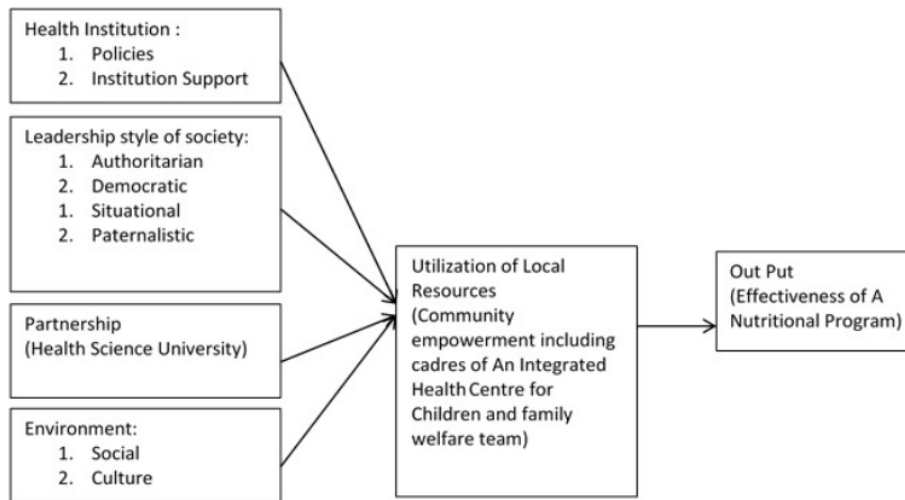 Health Institution :
1. Policies
2. Institution Support
Leadership style of society:
1. Authoritarian
2. Democratic
1. Situational
2. Paternalistic
Partnership
(Health Science University)
Environment:
1. Social
2. Culture
Utilization of Local
Resources
(Community
empowerment including
cadres of An Integrated
Health Centre for
Children and family
welfare team)
Out Put
(Effectiveness of A
Nutritional Program)